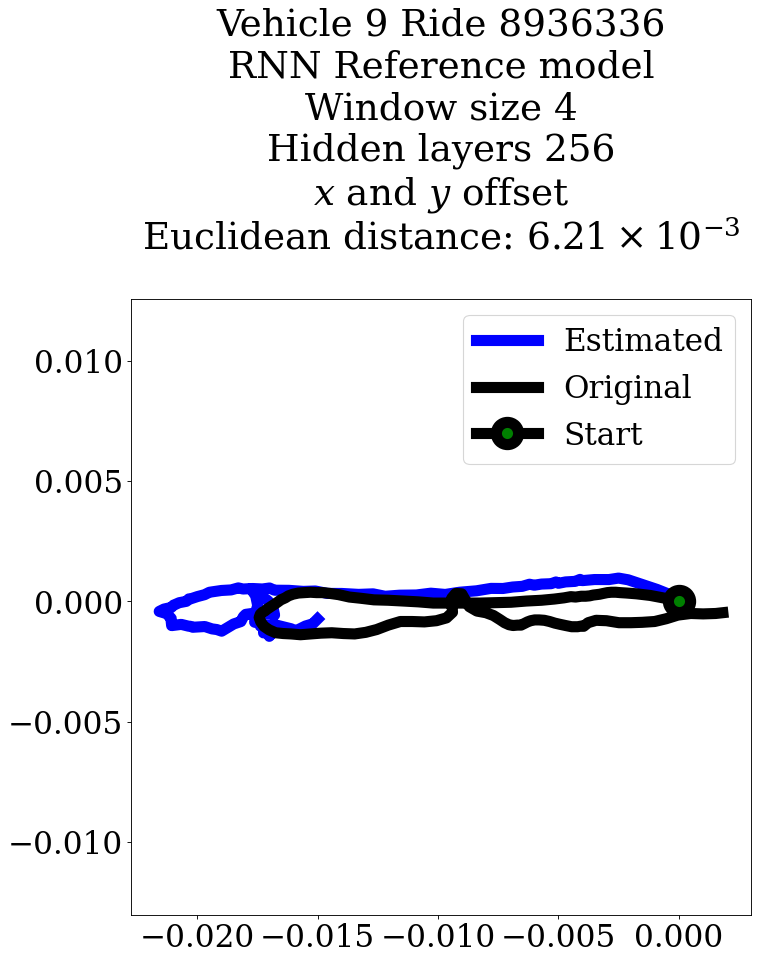 Vehicle 9 Ride 8936336
RNN Reference model
Window size 4
Hidden layers 256
x and y offset
Euclidean distance: 6.21 × 10⁻³
Estimated
Original
Start
0.010
0.005
0.000
−0.005
−0.010
−0.020 −0.015 −0.010 −0.005 0.000